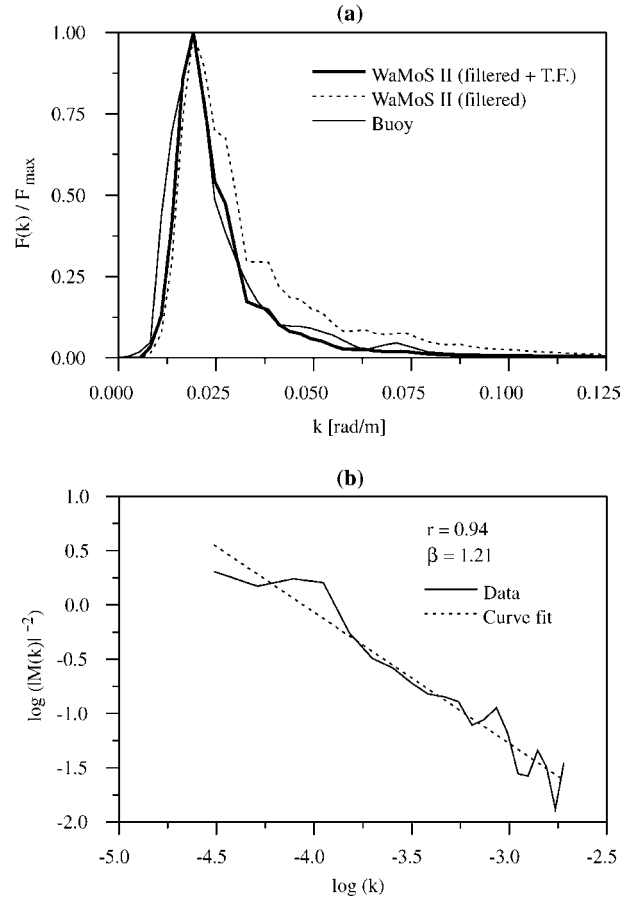 (a)
1.00
0.75
0.50
0.25
0.00
F(k) / F max
WaMoS II (filtered + T.F.)
WaMoS II (filtered)
Buoy
0.000 0.025 0.050 0.075 0.100 0.125
k [rad/m]
(b)
1.0
0.5
0.0
-0.5
-1.0
-1.5
-2.0
log (|M(k)| -2)
r = 0.94
β = 1.21
Data
Curve fit
-5.0 -4.5 -4.0 -3.5 -3.0 -2.5
log (k)